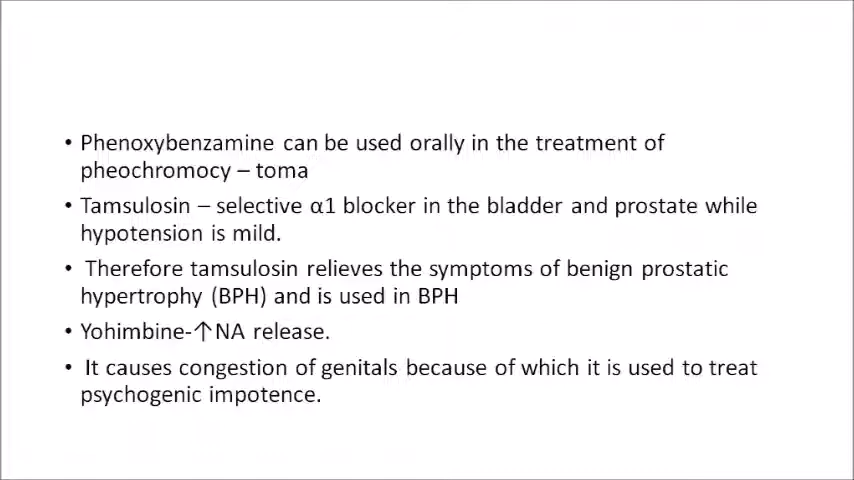 • Phenoxybenzamine can be used orally in the treatment of
pheochromocy – toma
• Tamsulosin – selective α1 blocker in the bladder and prostate while
hypotension is mild.
• Therefore tamsulosin relieves the symptoms of benign prostatic
hypertrophy (BPH) and is used in BPH
• Yohimbine-↑NA release.
• It causes congestion of genitals because of which it is used to treat
psychogenic impotence.